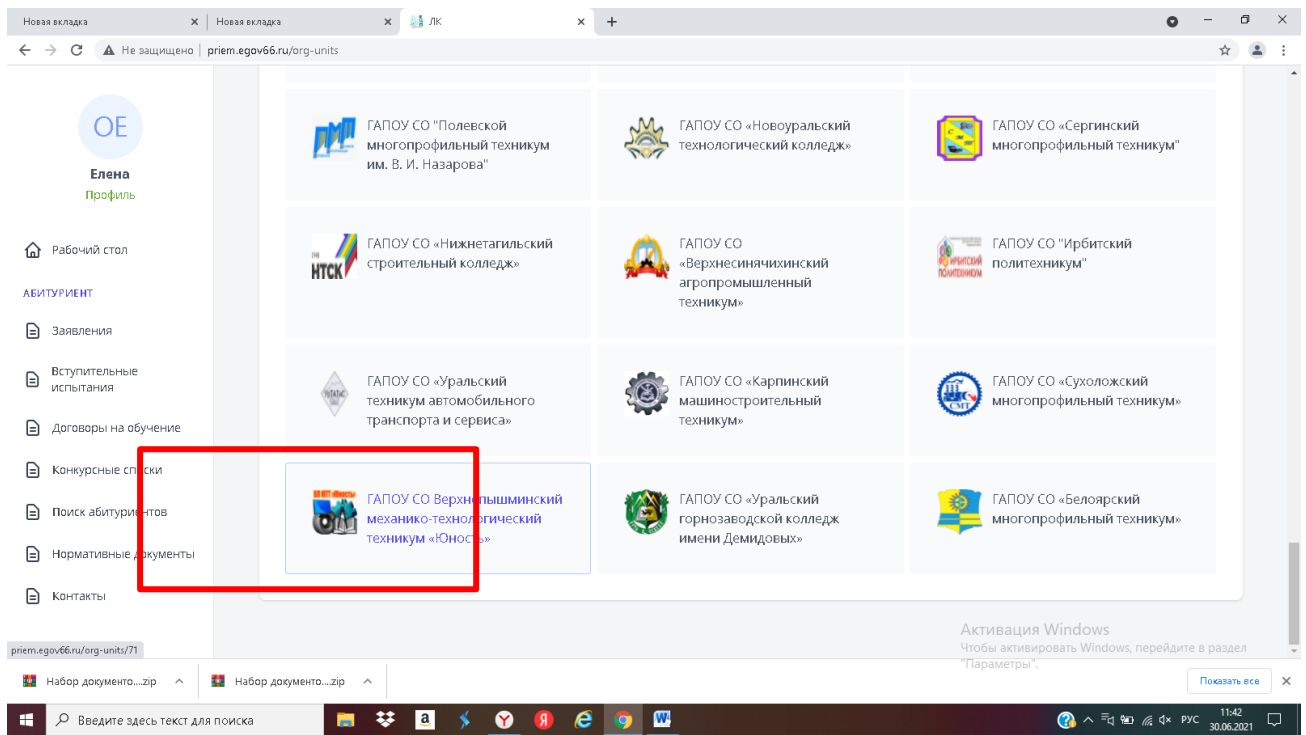 Новая вкладка
Новая вкладка
ЛК
Не защищено
priem.egov66.ru/org-units
ОЕ
Елена
Профиль
Рабочий стол
АБИТУРИЕНТ
Заявления
Вступительные
испытания
Договоры на обучение
Конкурсные списки
Поиск абитуриентов
Нормативные документы
Контакты
ГАПОУ СО "Полевской
многопрофильный техникум
им. В. И. Назарова"
ГАПОУ СО «Новоуральский
технологический колледж»
ГАПОУ СО «Сергинский
многопрофильный техникум"
НТСК
ГАПОУ СО «Нижнетагильский
строительный колледж»
ГАПОУ СО
«Верхнесинячихинский
агропромышленный
техникум»
ИРБИТСКИЙ
ПОЛИТЕХНИКУМ
ГАПОУ СО "Ирбитский
политехникум"
ГАПОУ СО «Уральский
техникум автомобильного
транспорта и сервиса»
ГАПОУ СО «Карпинский
машиностроительный
техникум»
СМТ
ГАПОУ СО «Сухоложский
многопрофильный техникум»
ГАПОУ СО Верхнепышминский
механико-технологический
техникум «Юность»
ГАПОУ СО «Уральский
горнозаводской колледж
имени Демидовых»
ГАПОУ СО «Белоярский
многопрофильный техникум»
Активация Windows
Чтобы активировать Windows, перейдите в раздел
"Параметры".
priem.egov66.ru/org-units/71
Набор документо....zip
Набор документо....zip
Показать все
Введите здесь текст для поиска
РУС
11:42
30.06.2021